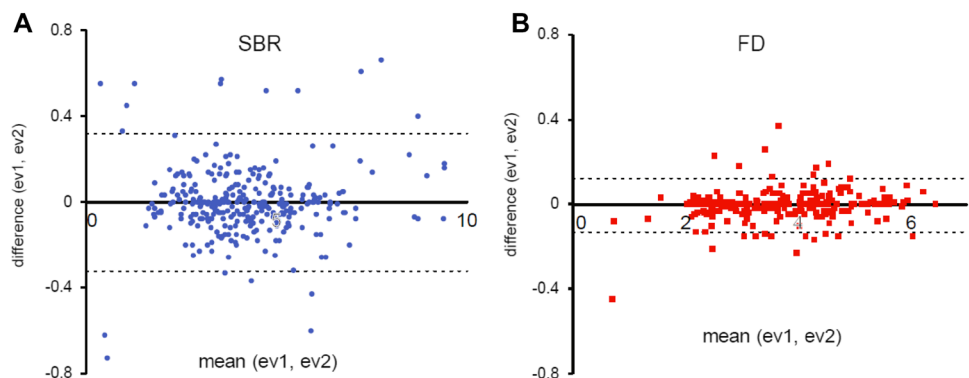 A
SBR
0.8
0.4
0
-0.4
-0.8
difference (ev1, ev2)
0
10
mean (ev1, ev2)
B
FD
0.8
0.4
0
-0.4
-0.8
difference (ev1, ev2)
0
2
4
6
mean (ev1, ev2)